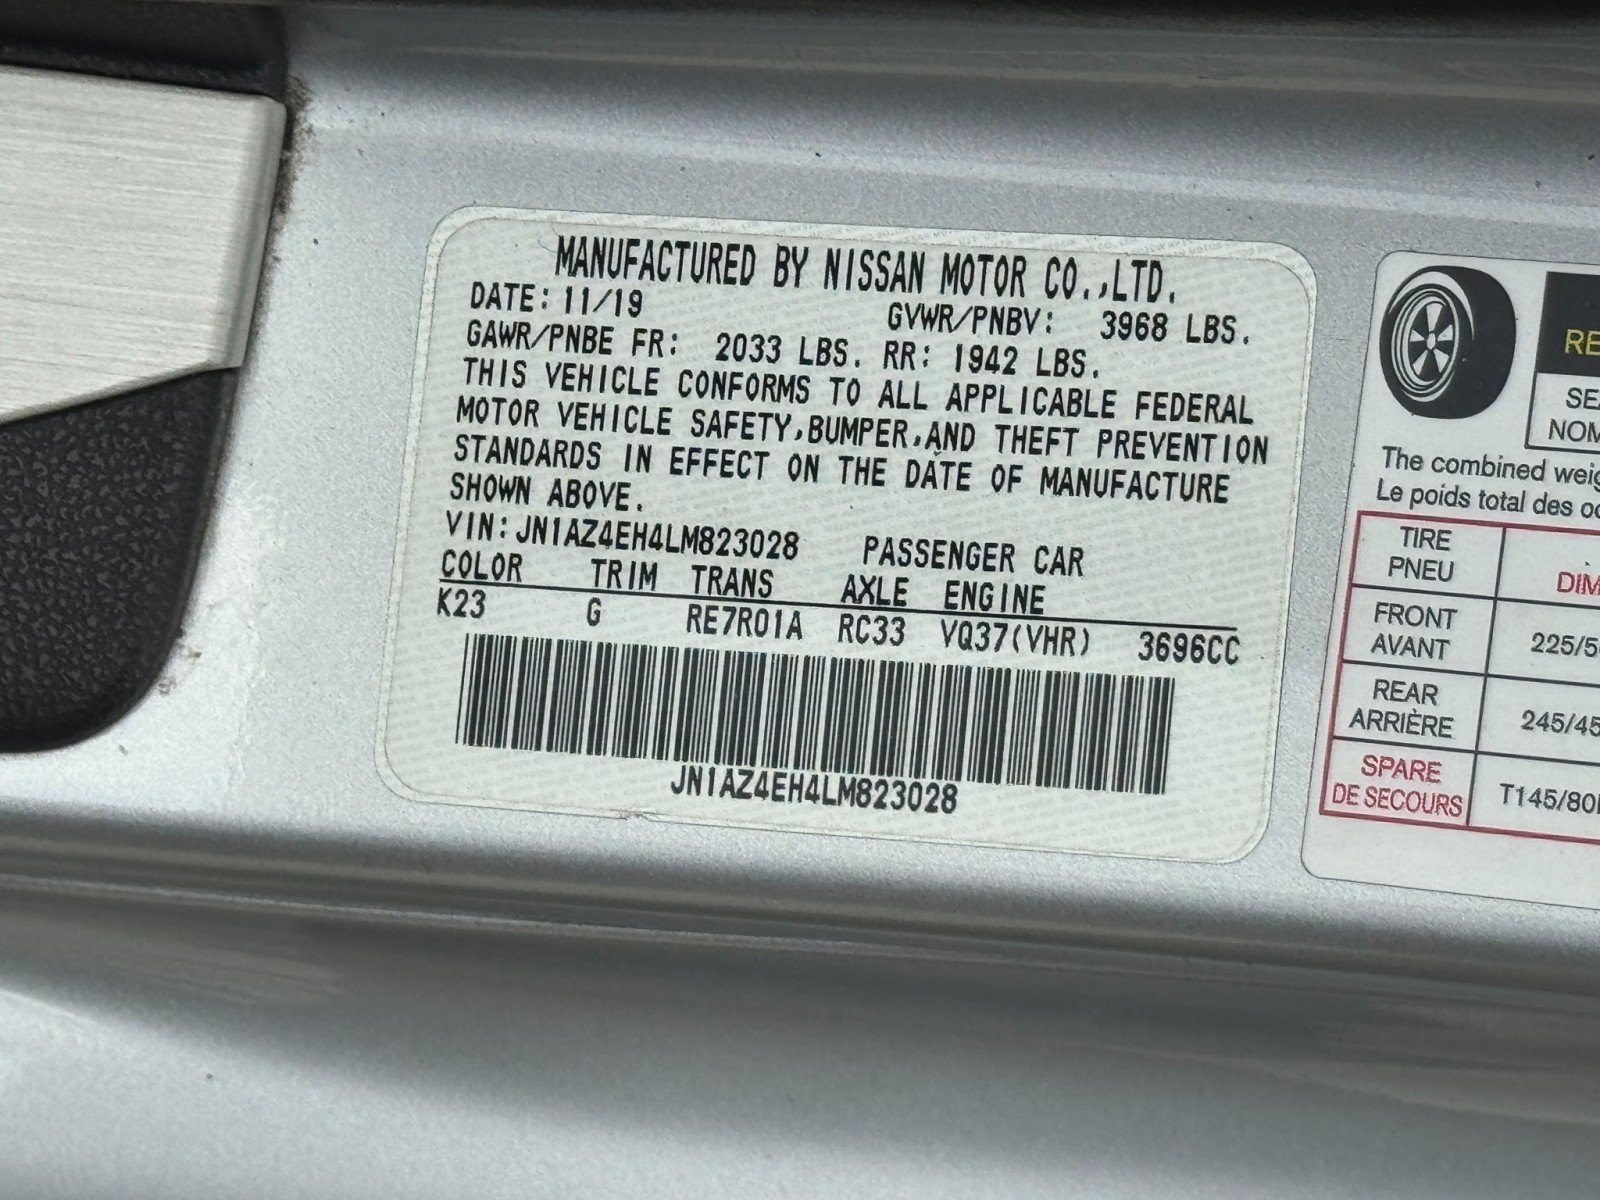 MANUFACTURED BY NISSAN MOTOR CO.,LTD.
DATE: 11/19 GVWR/PNBV: 3968 LBS.
GAWR/PNBE FR: 2033 LBS. RR: 1942 LBS.
THIS VEHICLE CONFORMS TO ALL APPLICABLE FEDERAL
MOTOR VEHICLE SAFETY,BUMPER,AND THEFT PREVENTION
STANDARDS IN EFFECT ON THE DATE OF MANUFACTURE
SHOWN ABOVE.
VIN: JN1AZ4EH4LM823028 PASSENGER CAR
COLOR TRIM TRANS AXLE ENGINE
K23 G RE7R01A RC33 VQ37(VHR) 3696CC
JN1AZ4EH4LM823028
The combined
Le poids total des
TIRE
PNEU
FRONT
AVANT
REAR
ARRIÈRE
245/45
SPARE
DE SECOURS
T145/80